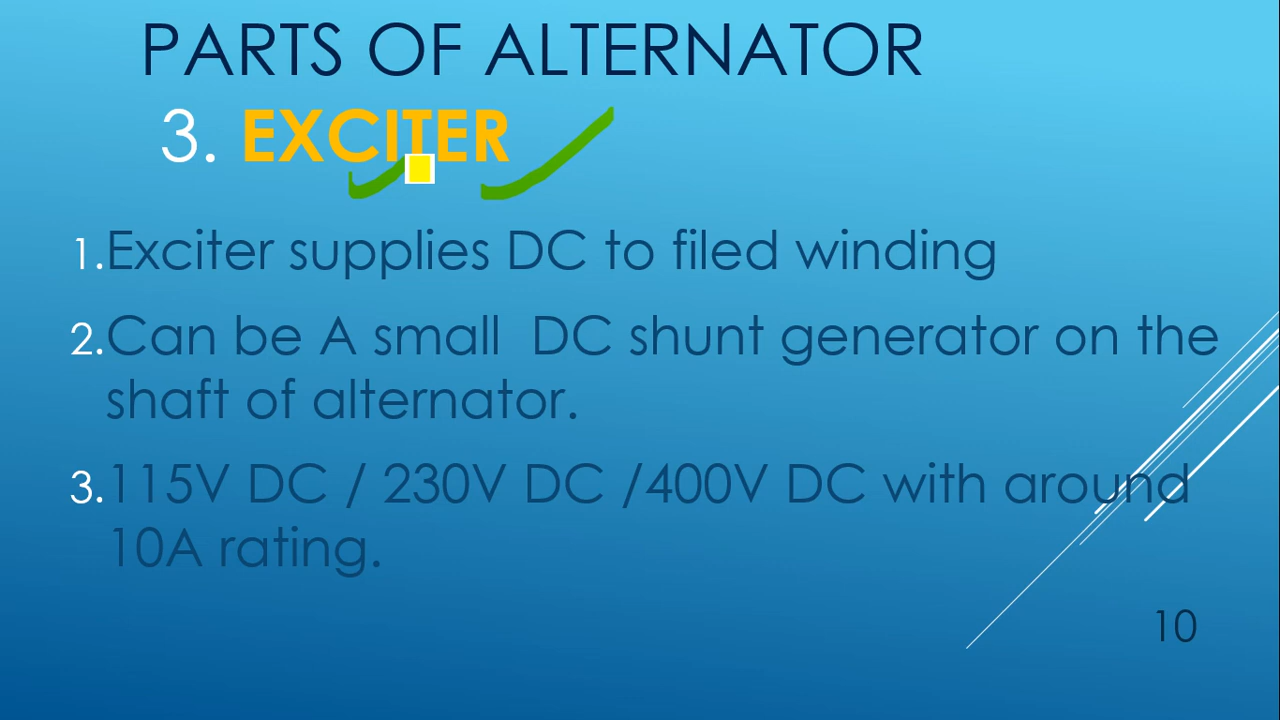 PARTS OF ALTERNATOR
3. EXCITER
1.Exciter supplies DC to filed winding
2.Can be A small DC shunt generator on the
shaft of alternator.
3.115V DC / 230V DC /400V DC with around
10A rating.
10